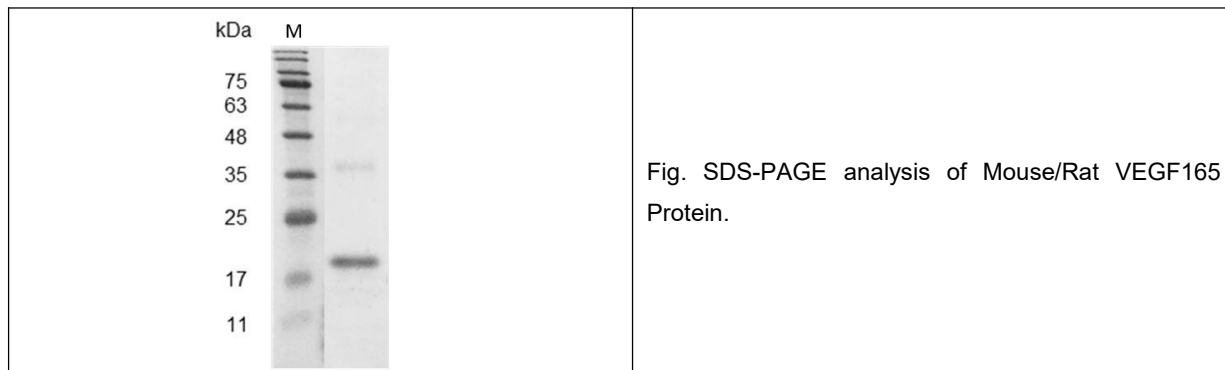 kDa M
75
63
48
35
25
17
11
Fig. SDS-PAGE analysis of Mouse/Rat VEGF165
Protein.